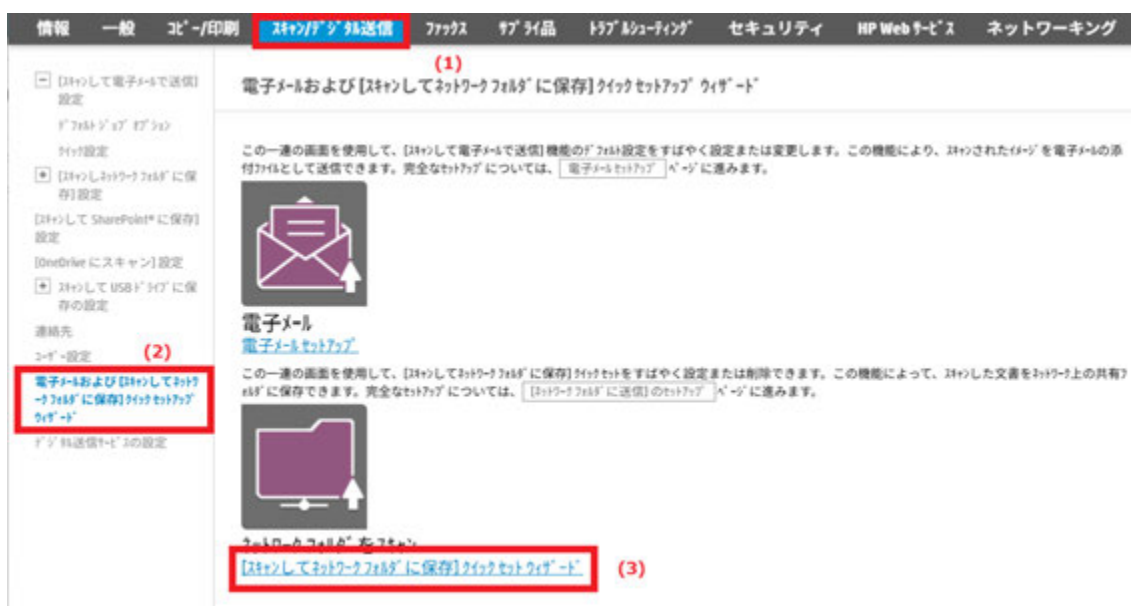 情報 一般 ｺﾋﾟｰ/印刷 ｽｷｬﾝ/ﾃﾞｼﾞﾀﾙ送信 ﾌｧｯｸｽ ｻﾌﾟﾗｲ品 ﾄﾗﾌﾞﾙｼｭｰﾃｨﾝｸﾞ セキュリティ HP Web ｻｰﾋﾞｽ ネットワーキング
(1)
[ｽｷｬﾝして電子ﾒｰﾙで送信]
設定
ﾃﾞﾌｫﾙﾄ ｼﾞｮﾌﾞ ｵﾌﾟｼｮﾝ
ｸｲｯｸ設定
[ｽｷｬﾝしﾈｯﾄﾜｰｸ ﾌｫﾙﾀﾞに保
存] 設定
[ｽｷｬﾝして SharePoint® に保存]
設定
[OneDrive にスキャン] 設定
ｽｷｬﾝして USB ﾄﾞﾗｲﾌﾞに保
存の設定
連絡先
ﾕｰｻﾞｰ設定
(2)
電子ﾒｰﾙおよび [ｽｷｬﾝしてﾈｯﾄﾜ
ｰｸ ﾌｫﾙﾀﾞに保存] ｸｲｯｸ ｾｯﾄｱｯﾌﾟ
ｳｨｻﾞｰﾄﾞ
ﾃﾞｼﾞﾀﾙ送信ｻｰﾋﾞｽの設定
電子ﾒｰﾙおよび [ｽｷｬﾝしてﾈｯﾄﾜｰｸ ﾌｫﾙﾀﾞに保存] ｸｲｯｸ ｾｯﾄｱｯﾌﾟ ｳｨｻﾞｰﾄﾞ
この一連の画面を使用して、[ｽｷｬﾝして電子ﾒｰﾙで送信] 機能のﾃﾞﾌｫﾙﾄ設定をすばやく設定または変更します。この機能により、ｽｷｬﾝされたｲﾒｰｼﾞを電子ﾒｰﾙの添
付ﾌｧｲﾙとして送信できます。完全なｾｯﾄｱｯﾌﾟについては、 電子ﾒｰﾙ ｾｯﾄｱｯﾌﾟ ﾍﾟｰｼﾞに進みます。
電子ﾒｰﾙ
電子ﾒｰﾙ ｾｯﾄｱｯﾌﾟ
この一連の画面を使用して、[ｽｷｬﾝしてﾈｯﾄﾜｰｸ ﾌｫﾙﾀﾞに保存] ｸｲｯｸ ｾｯﾄをすばやく設定または削除できます。この機能によって、ｽｷｬﾝした文書をﾈｯﾄﾜｰｸ上の共有ﾌ
ｫﾙﾀﾞに保存できます。完全なｾｯﾄｱｯﾌﾟについては、 [ﾈｯﾄﾜｰｸ ﾌｫﾙﾀﾞに送信] のｾｯﾄｱｯﾌﾟ ﾍﾟｰｼﾞに進みます。
ネットワーク フォルダをスキャン
[ｽｷｬﾝしてﾈｯﾄﾜｰｸ ﾌｫﾙﾀﾞに保存] ｸｲｯｸ ｾｯﾄ ｳｨｻﾞｰﾄﾞ (3)